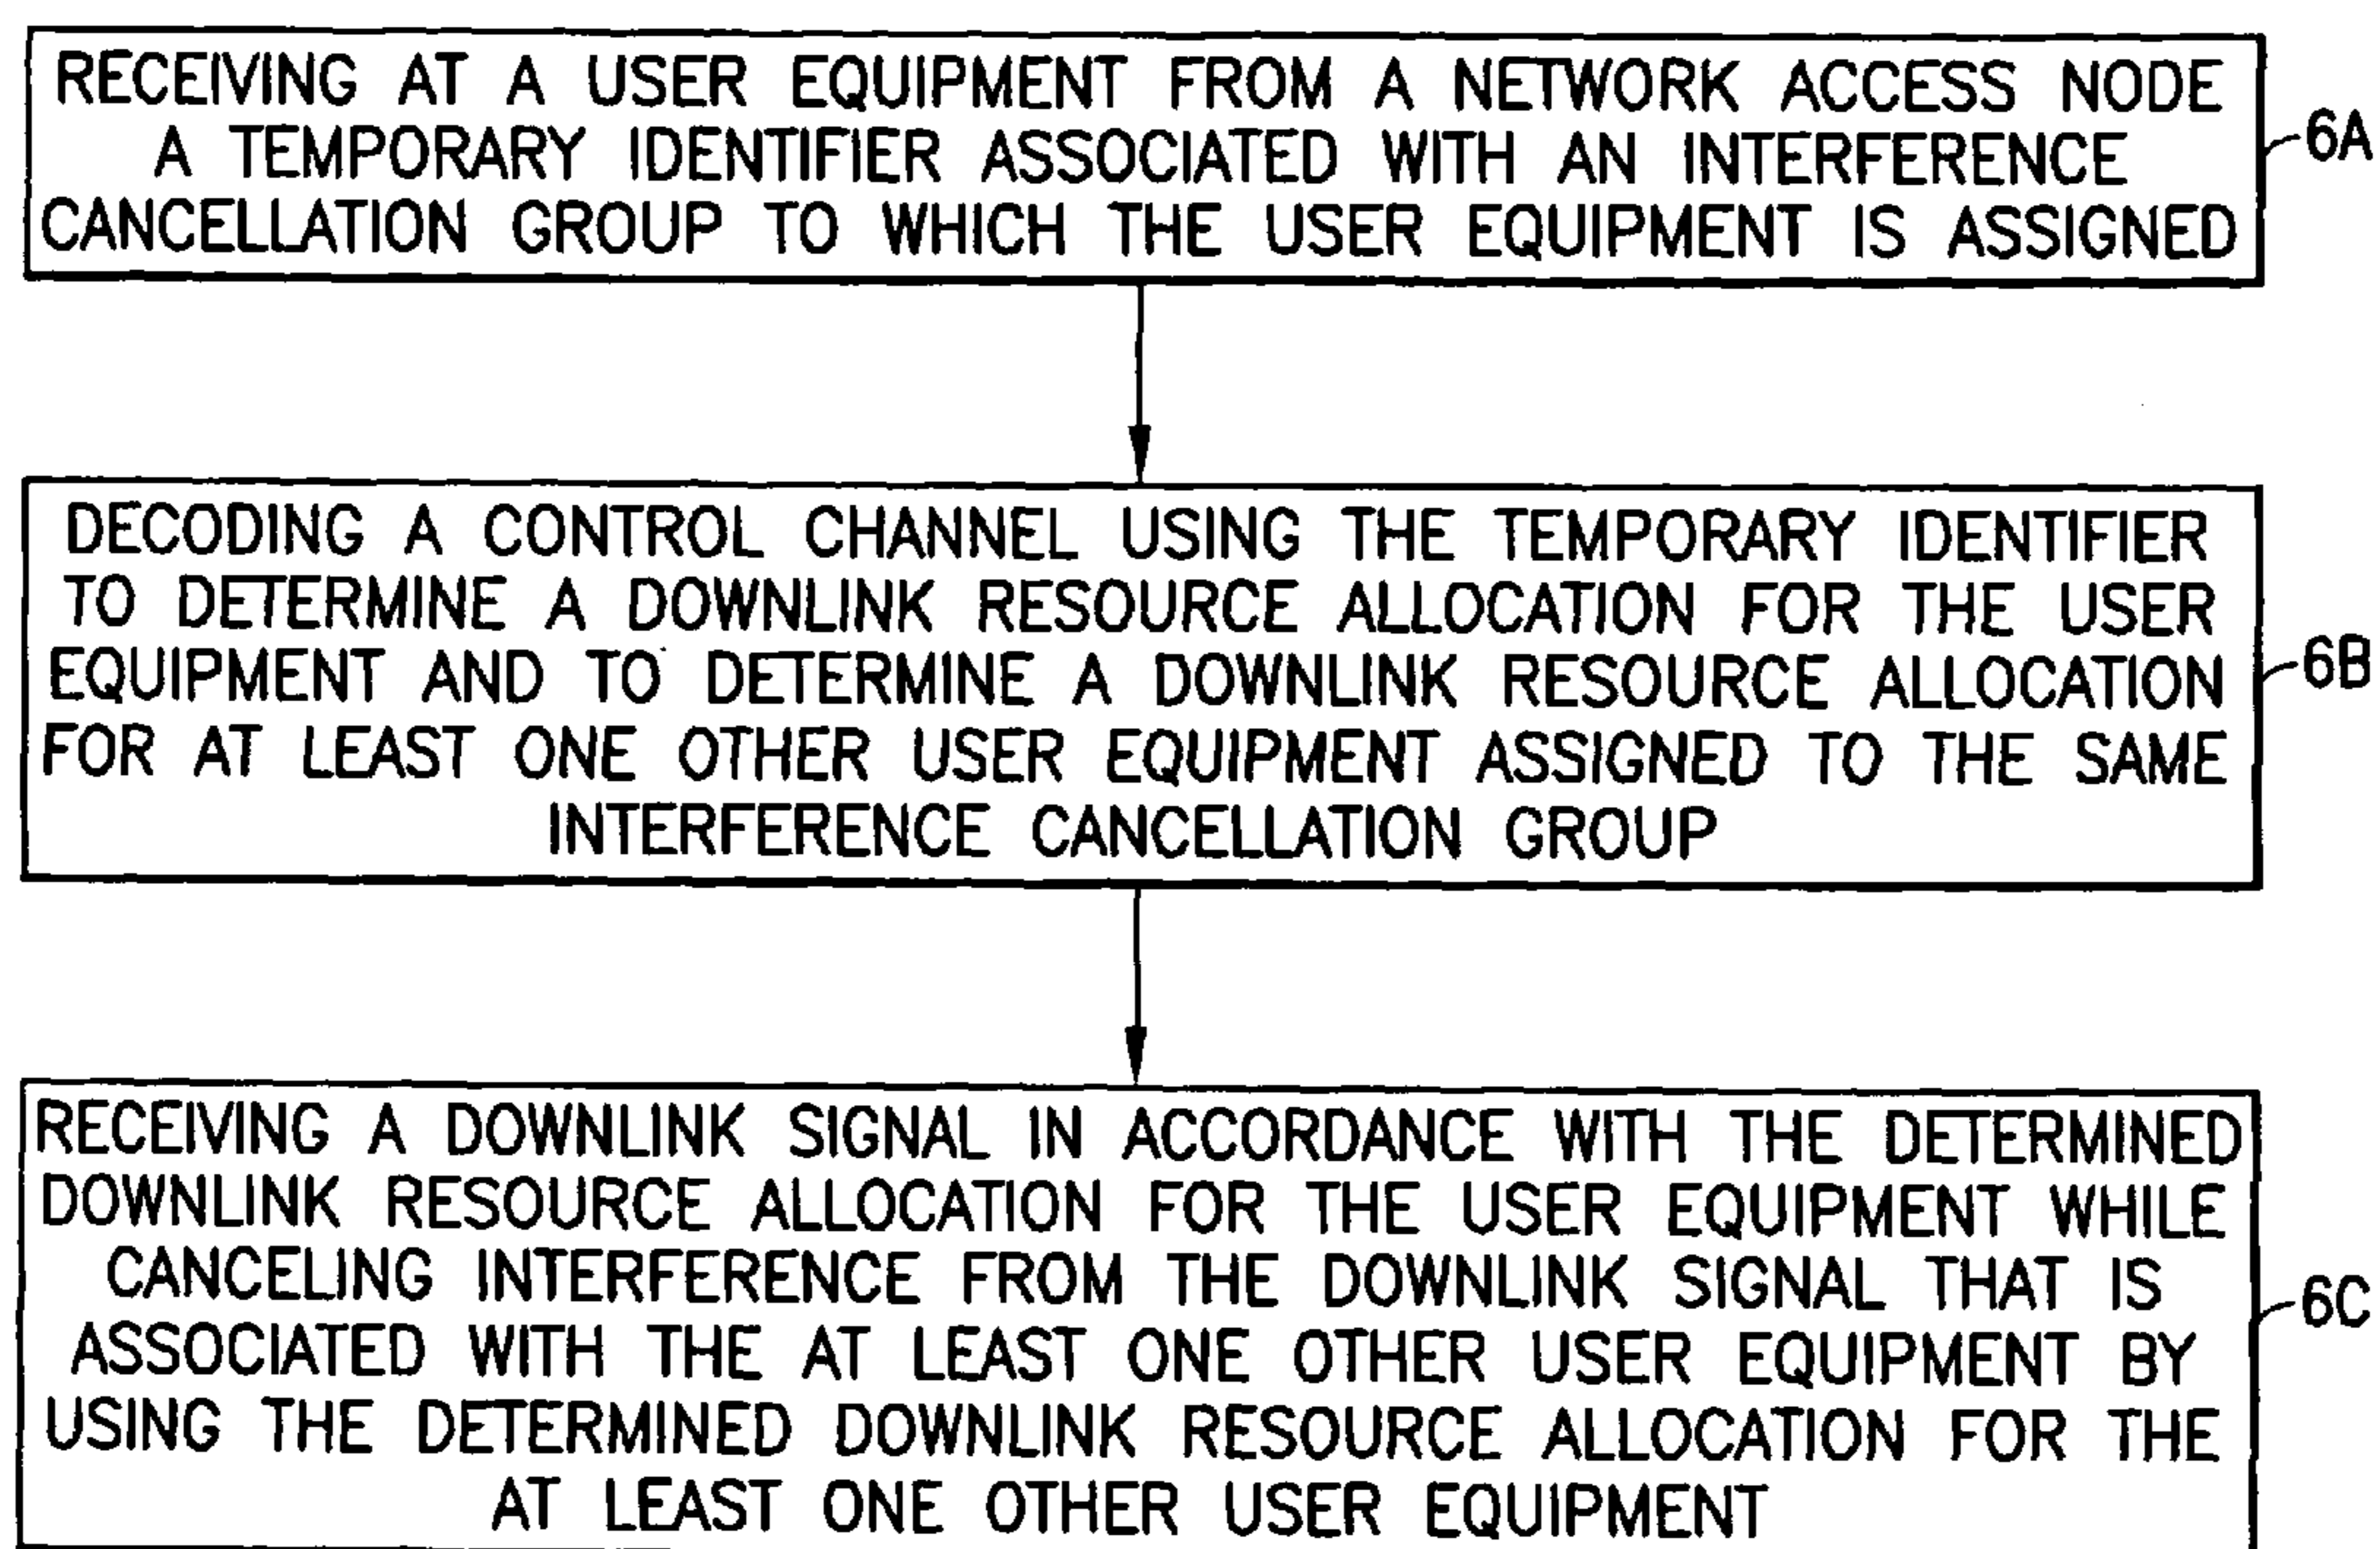 RECEIVING AT A USER EQUIPMENT FROM A NETWORK ACCESS NODE
A TEMPORARY IDENTIFIER ASSOCIATED WITH AN INTERFERENCE
CANCELLATION GROUP TO WHICH THE USER EQUIPMENT IS ASSIGNED
6A
DECODING A CONTROL CHANNEL USING THE TEMPORARY IDENTIFIER
TO DETERMINE A DOWNLINK RESOURCE ALLOCATION FOR THE USER
EQUIPMENT AND TO DETERMINE A DOWNLINK RESOURCE ALLOCATION
FOR AT LEAST ONE OTHER USER EQUIPMENT ASSIGNED TO THE SAME
INTERFERENCE CANCELLATION GROUP
6B
RECEIVING A DOWNLINK SIGNAL IN ACCORDANCE WITH THE DETERMINED
DOWNLINK RESOURCE ALLOCATION FOR THE USER EQUIPMENT WHILE
CANCELING INTERFERENCE FROM THE DOWNLINK SIGNAL THAT IS
ASSOCIATED WITH THE AT LEAST ONE OTHER USER EQUIPMENT BY
USING THE DETERMINED DOWNLINK RESOURCE ALLOCATION FOR THE
AT LEAST ONE OTHER USER EQUIPMENT
6C